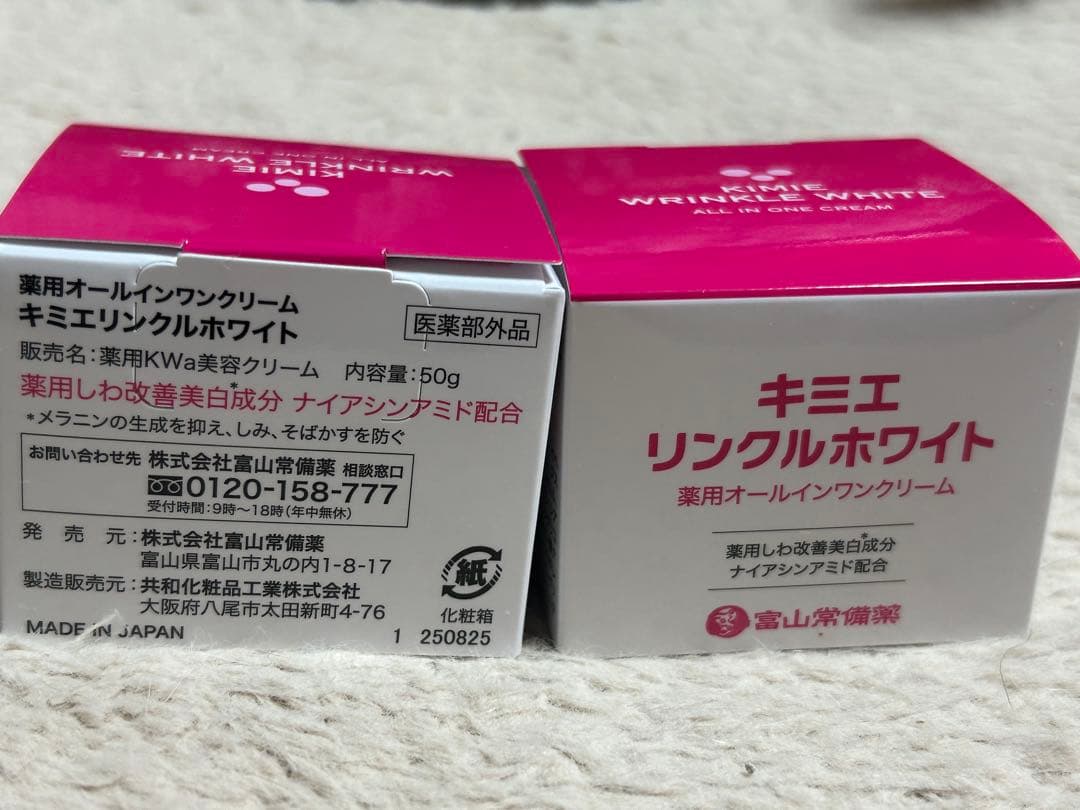 KIMIE
WRINKLE WHITE
ALL IN ONE CREAM
薬用オールインワンクリーム
キミエリンクルホワイト
医薬部外品
販売名:薬用KWa美容クリーム 内容量:50g
薬用しわ改善美白*成分 ナイアシンアミド配合
*メラニンの生成を抑え、しみ、そばかすを防ぐ
お問い合わせ先 株式会社富山常備薬 相談窓口
0120-158-777
受付時間:9時〜18時(年中無休)
発売元:株式会社富山常備薬
富山県富山市丸の内1-8-17
製造販売元:共和化粧品工業株式会社
大阪府八尾市太田新町4-76
紙
化粧箱
MADE IN JAPAN
1 250825
KIMIE
WRINKLE WHITE
ALL IN ONE CREAM
キミエ
リンクルホワイト
薬用オールインワンクリーム
薬用しわ改善美白*成分
ナイアシンアミド配合
富山常備薬